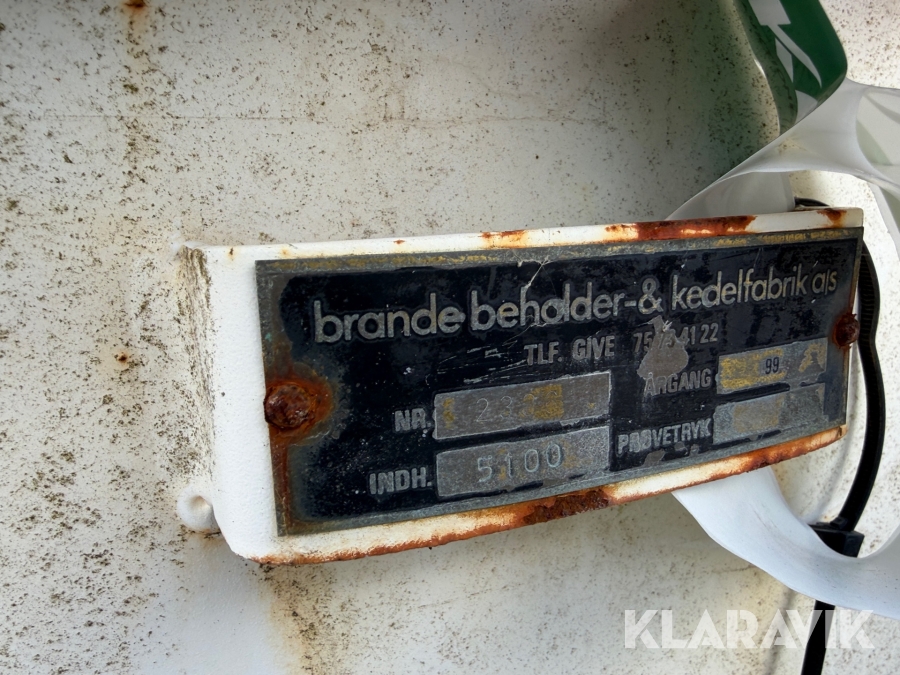 brande beholder-& kedelfabrik a/s
TLF. GIVE
ÅRGANG 99
NR.
PRØVETRYK
INDH. 5100
KLARAVIK